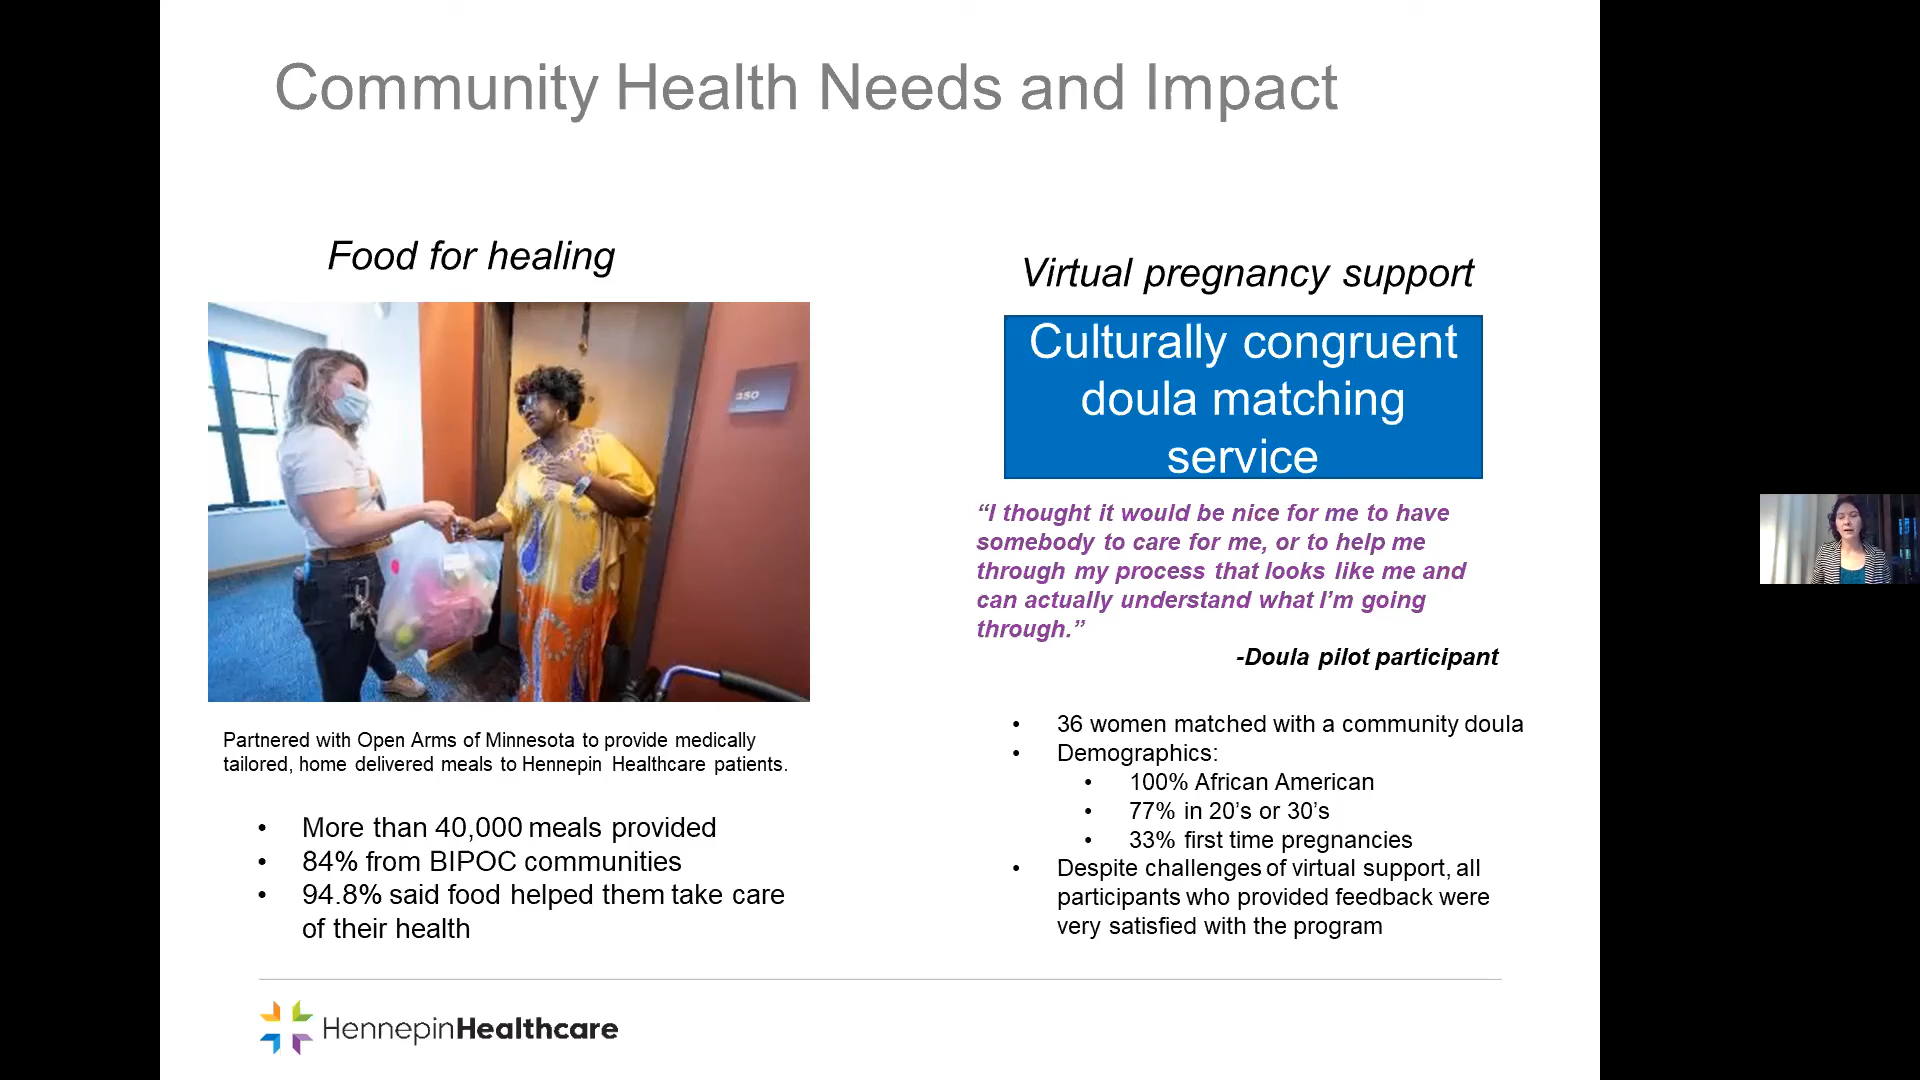 Community Health Needs and Impact
Food for healing
350
Partnered with Open Arms of Minnesota to provide medically
tailored, home delivered meals to Hennepin Healthcare patients.
• More than 40,000 meals provided
• 84% from BIPOC communities
• 94.8% said food helped them take care
of their health
Virtual pregnancy support
Culturally congruent
doula matching
service
“I thought it would be nice for me to have
somebody to care for me, or to help me
through my process that looks like me and
can actually understand what I’m going
through.”
-Doula pilot participant
• 36 women matched with a community doula
• Demographics:
• 100% African American
• 77% in 20’s or 30’s
• 33% first time pregnancies
• Despite challenges of virtual support, all
participants who provided feedback were
very satisfied with the program
HennepinHealthcare